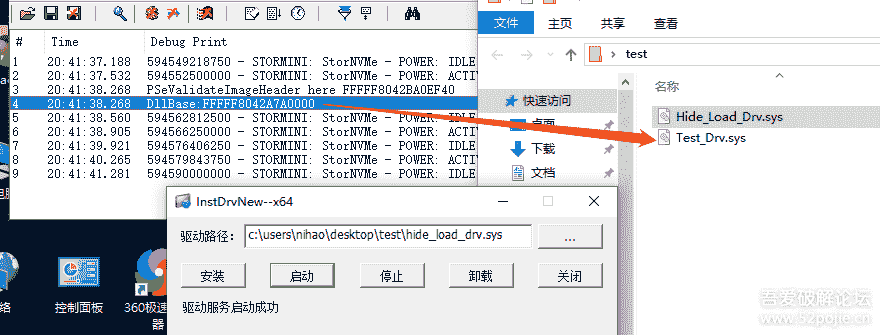 # Time Debug Print
1 20:41:37.188 594549218750 - STORMINI: StorNVMe - POWER: IDLE
2 20:41:37.532 594552500000 - STORMINI: StorNVMe - POWER: ACTIV
3 20:41:38.268 PSeValidateImageHeader here FFFFF8042BA0EF40
4 20:41:38.268 DllBase:FFFFF8042A7A0000
5 20:41:38.560 594562812500 - STORMINI: StorNVMe - POWER: IDLE
6 20:41:38.905 594566250000 - STORMINI: StorNVMe - POWER: ACTIV
7 20:41:39.921 594576406250 - STORMINI: StorNVMe - POWER: IDLE
8 20:41:40.265 594579843750 - STORMINI: StorNVMe - POWER: ACTIV
9 20:41:41.281 594590000000 - STORMINI: StorNVMe - POWER: IDLE
文件 主页 共享 查看
test
快速访问
桌面
下载
文档
名称
Hide_Load_Drv.sys
Test_Drv.sys
InstDrvNew--x64
驱动路径: c:\users\nihao\desktop\test\hide_load_drv.sys ...
安装 启动 停止 卸载 关闭
驱动服务启动成功
电脑
络
控制面板
360极速
器
吾爱破解论坛
www.52pojie.cn